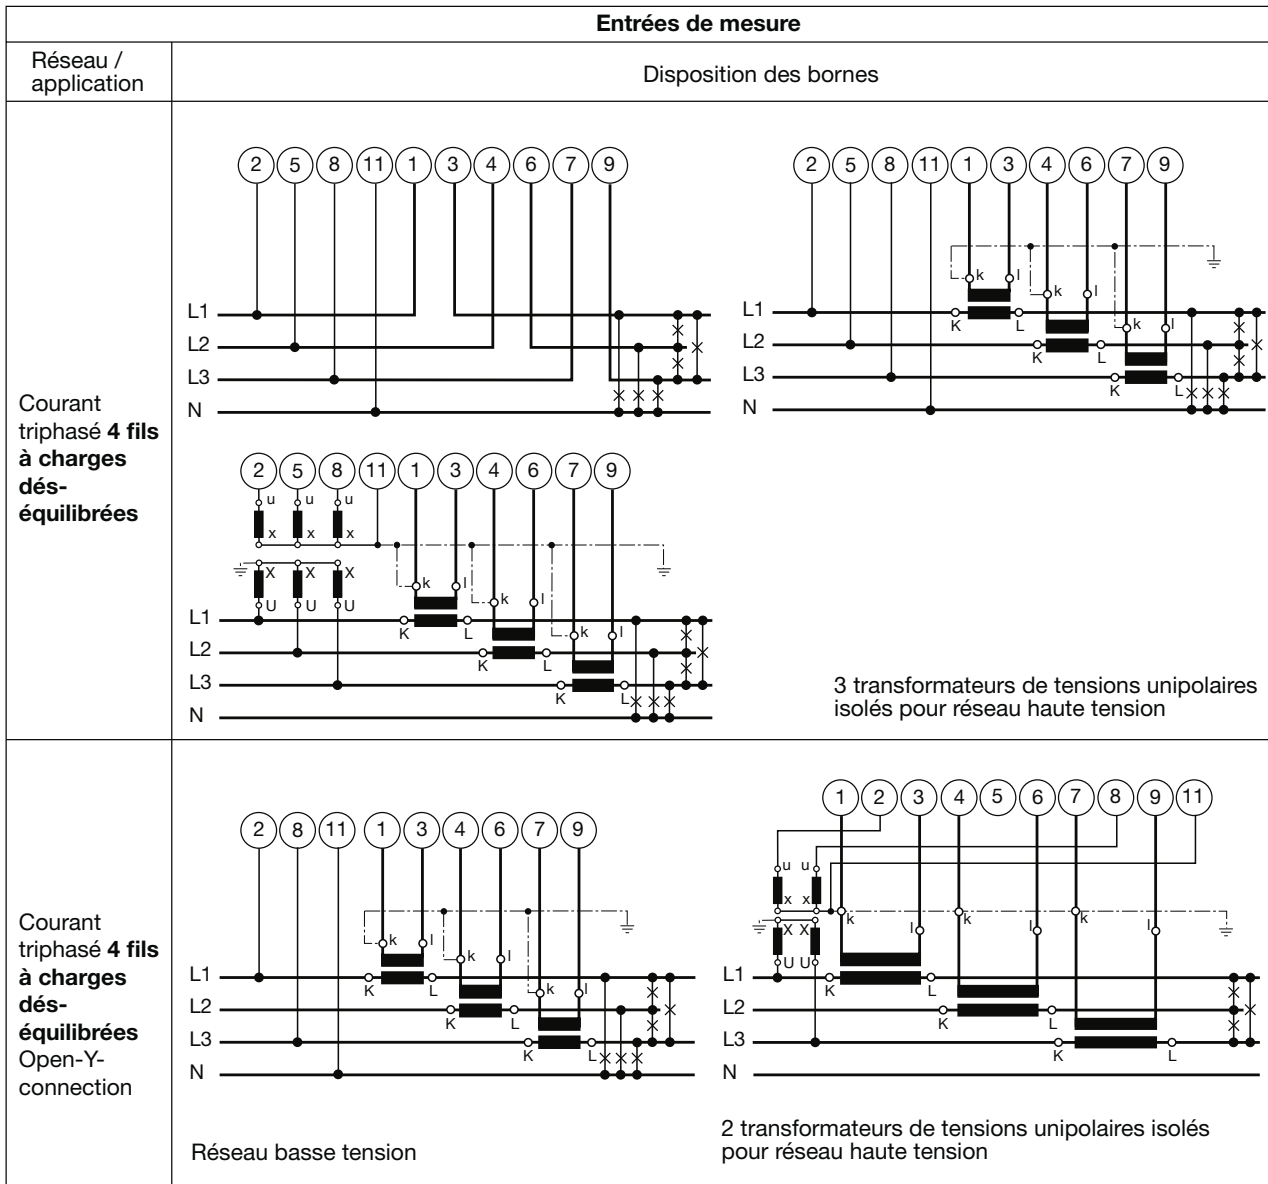 Entrées de mesure
Réseau /
application
Disposition des bornes
Courant
triphasé 4 fils
à charges
dés-
équilibrées
2 5 8 11 1 3 4 6 7 9
L1
L2
L3
N
2 5 8 11 1 3 4 6 7 9
k l
k l
k l
L1 K L
L2 K L
L3 K L
N
2 5 8 11 1 3 4 6 7 9
u u u
x x x
X X X
U U U
k l
k l
k l
L1 K L
L2 K L
L3 K L
N
3 transformateurs de tensions unipolaires
isolés pour réseau haute tension
Courant
triphasé 4 fils
à charges
dés-
équilibrées
Open-Y-
connection
2 8 11 1 3 4 6 7 9
k l
k l
k l
L1 K L
L2 K L
L3 K L
N
Réseau basse tension
1 2 3 4 5 6 7 8 9 11
u u
x x
X X
U U
k l k l k l
L1 K L
L2 K L
L3 K L
N
2 transformateurs de tensions unipolaires isolés
pour réseau haute tension